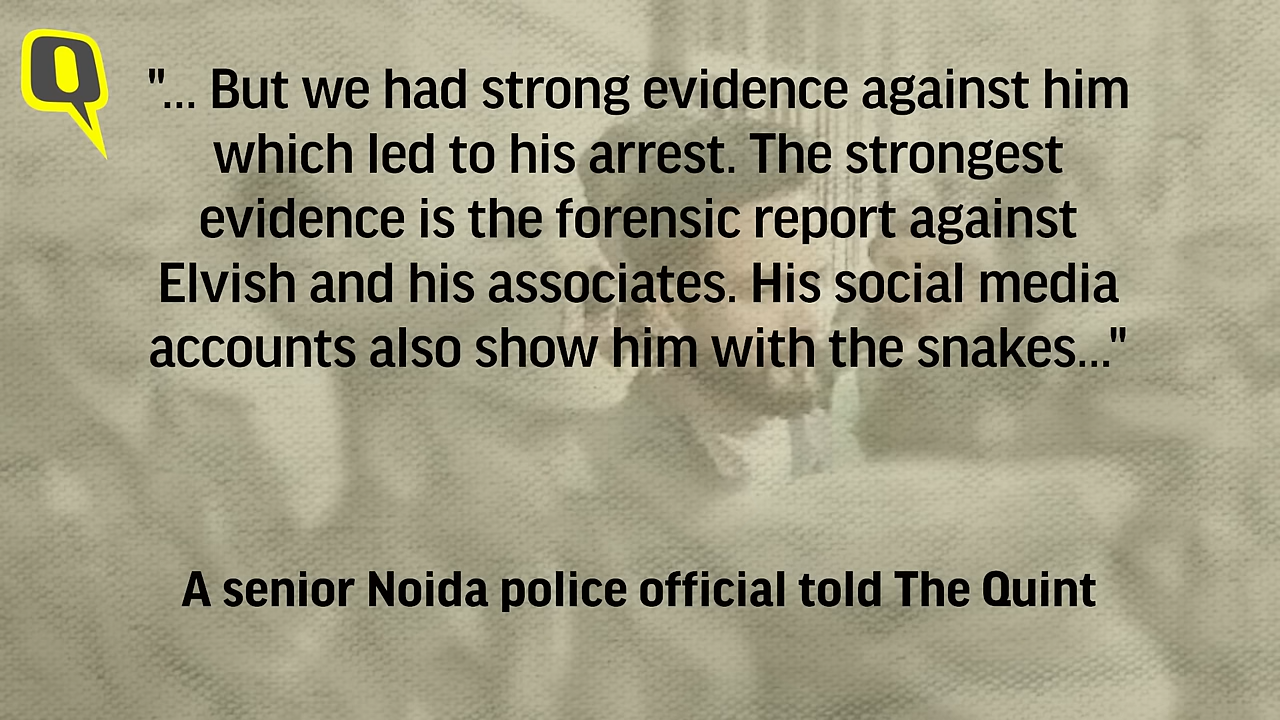 Q
"... But we had strong evidence against him
which led to his arrest. The strongest
evidence is the forensic report against
Elvish and his associates. His social media
accounts also show him with the snakes..."
A senior Noida police official told The Quint